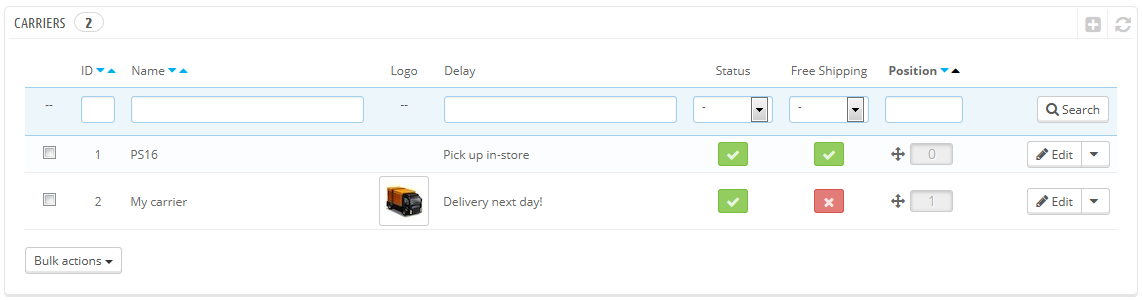 CARRIERS 2
ID Name Logo Delay Status Free Shipping Position
-- -- - - Search
1 PS16 Pick up in-store 0 Edit
2 My carrier Delivery next day! 1 Edit
Bulk actions